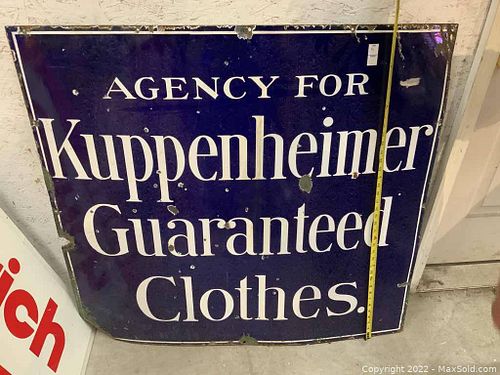 AGENCY FOR
Kuppenheimer
Guaranteed
Clothes.
ich
Copyright © 2022 - MaxSold.com